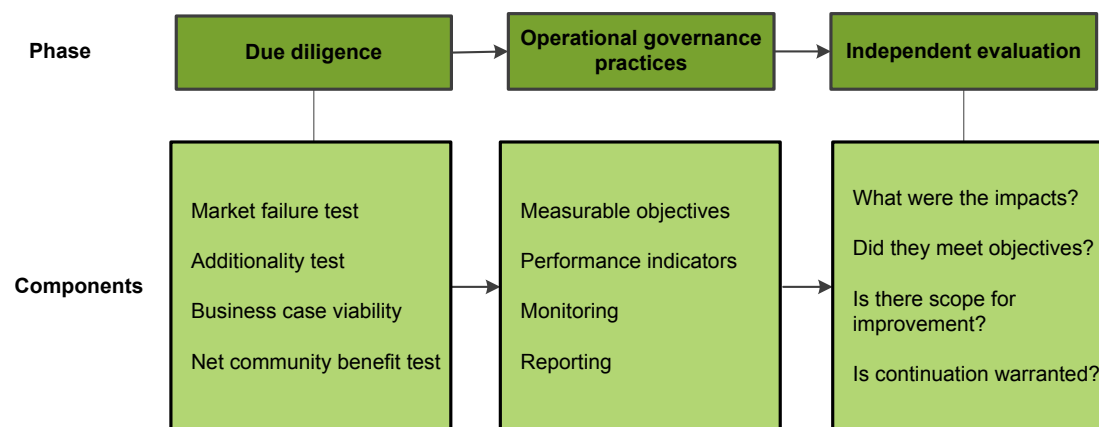 Phase
Due diligence
Operational governance
practices
Independent evaluation
Components
Market failure test
Additionality test
Business case viability
Net community benefit test
Measurable objectives
Performance indicators
Monitoring
Reporting
What were the impacts?
Did they meet objectives?
Is there scope for
improvement?
Is continuation warranted?